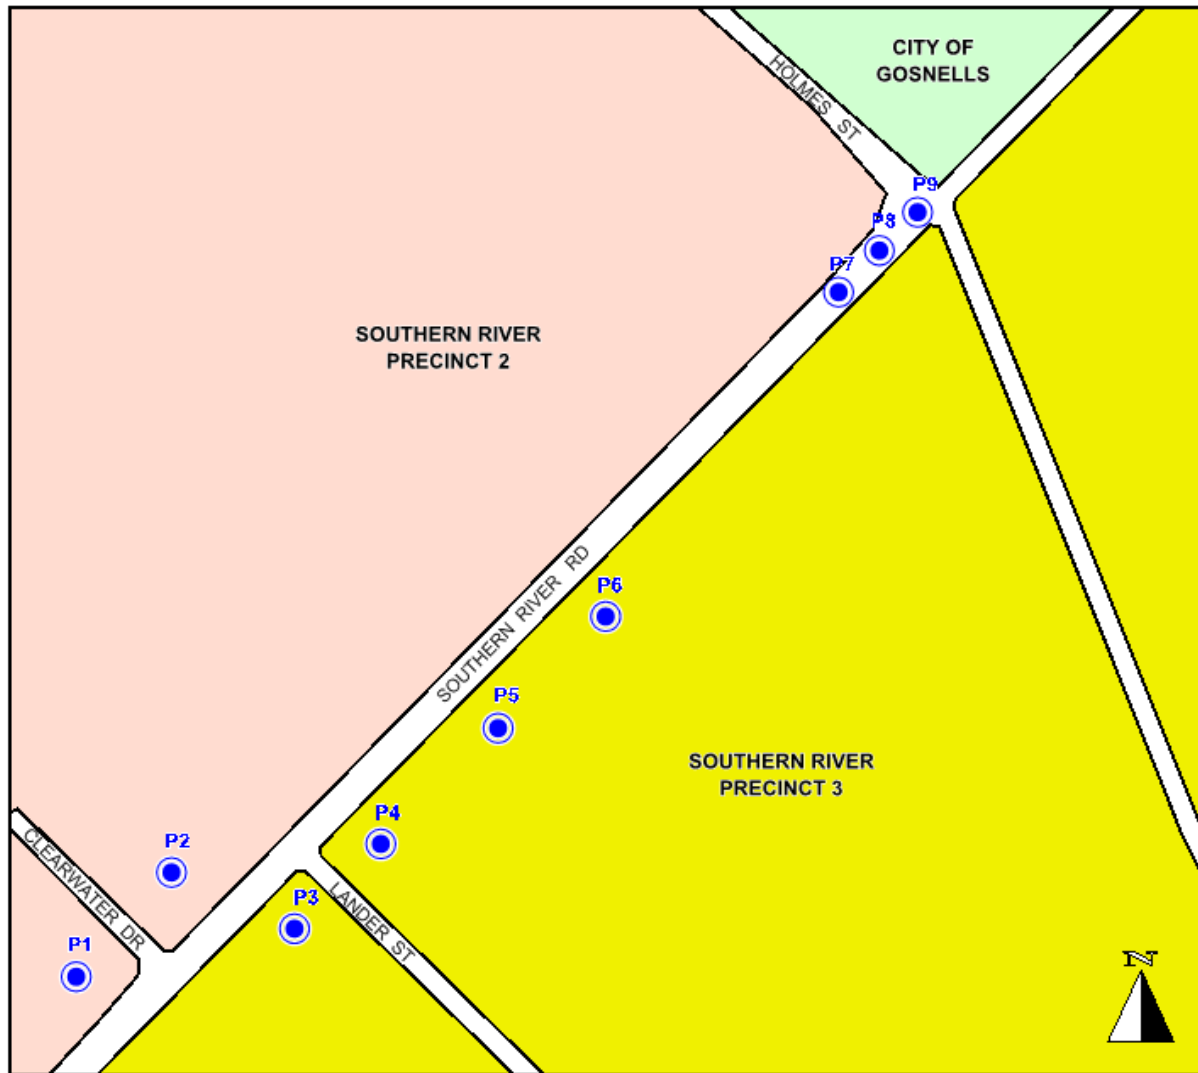 CITY OF
GOSNELLS
HOLMES ST
P9
P8
P7
SOUTHERN RIVER
PRECINCT 2
SOUTHERN RIVER RD
P6
P5
SOUTHERN RIVER
PRECINCT 3
P4
P2
CLEARWATER DR
P3
LANDER ST
P1
N